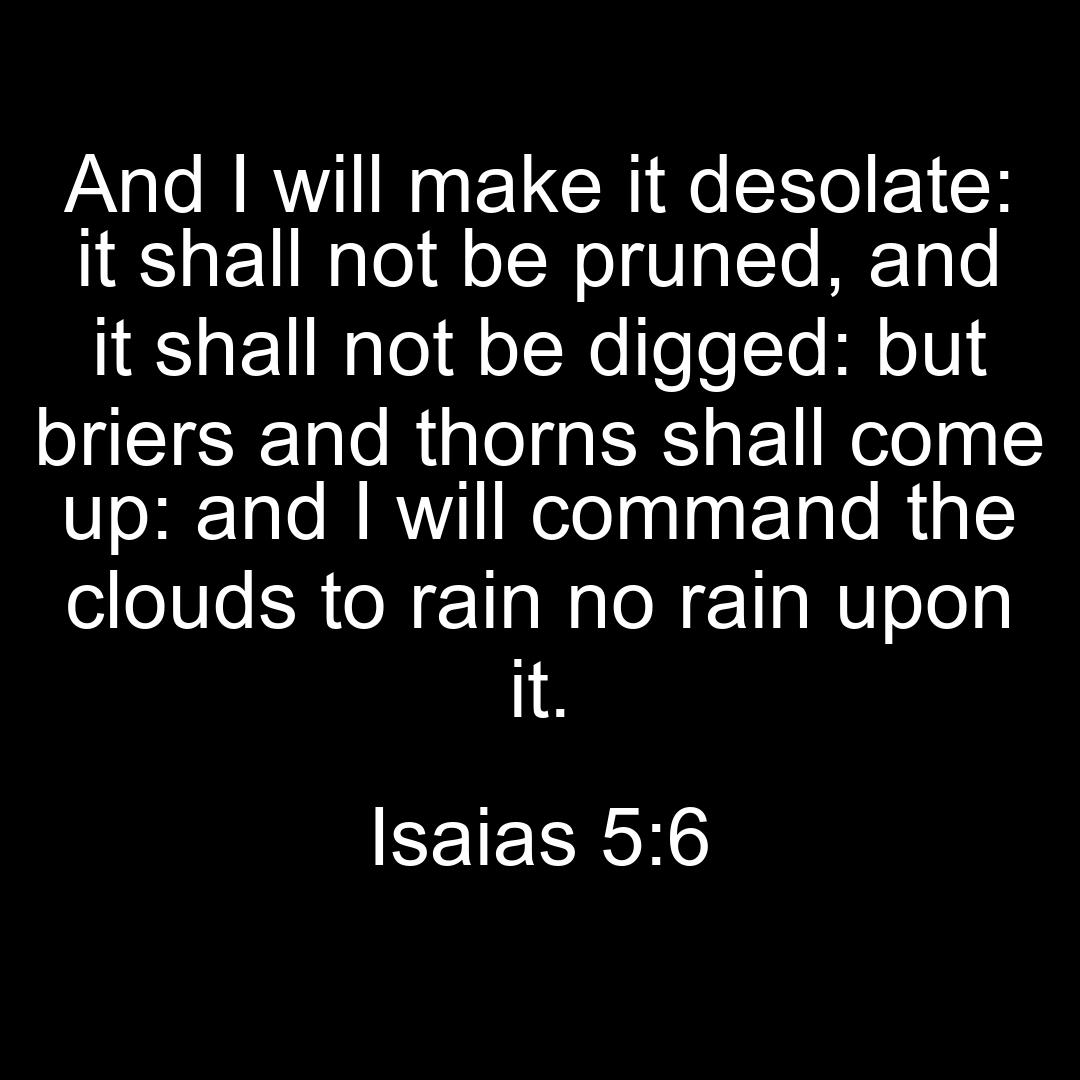 And I will make it desolate:
it shall not be pruned, and
it shall not be digged: but
briers and thorns shall come
up: and I will command the
clouds to rain no rain upon
it.
Isaias 5:6